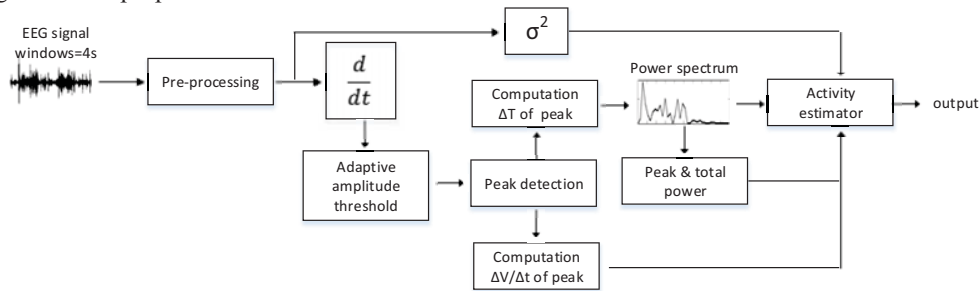 EEG signal
windows=4s
Pre-processing
d
dt
σ²
Adaptive
amplitude
threshold
Peak detection
Computation
ΔT of peak
Computation
ΔV/Δt of peak
Power spectrum
Peak & total
power
Activity
estimator
output